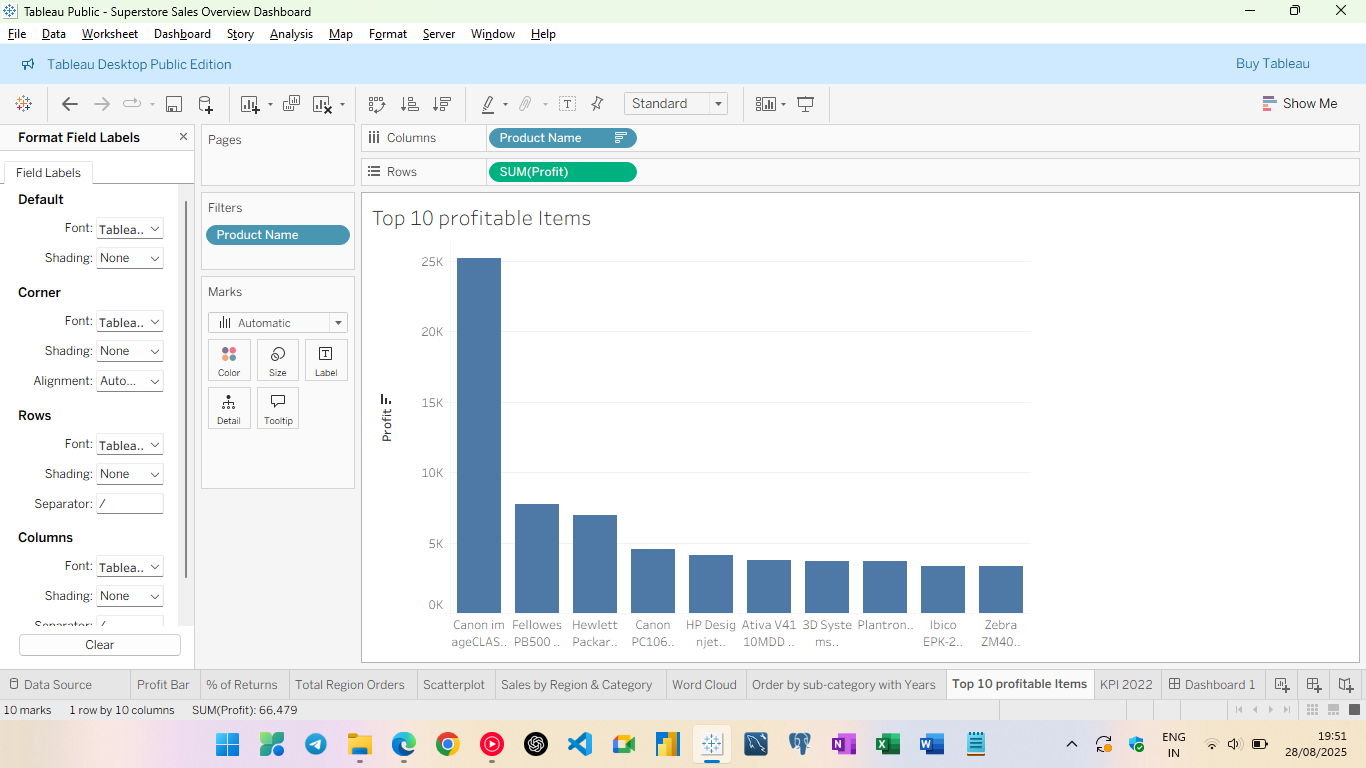 Tableau Public - Superstore Sales Overview Dashboard
File Data Worksheet Dashboard Story Analysis Map Format Server Window Help
Tableau Desktop Public Edition
Buy Tableau
Standard
Show Me
Format Field Labels
Field Labels
Default
Font: Tablea..
Shading: None
Corner
Font: Tablea..
Shading: None
Alignment: Auto...
Rows
Font: Tablea..
Shading: None
Separator: /
Columns
Font: Tablea..
Shading: None
Separator: /
Clear
Pages
Filters
Product Name
Marks
Automatic
Color Size Label
Detail Tooltip
Columns Product Name
Rows SUM(Profit)
Top 10 profitable Items
25K
20K
15K
10K
5K
0K
Profit
Canon im Fellowes Hewlett Canon HP Desig Ativa V41 3D Syste Plantron.. Ibico Zebra
ageCLAS.. PB500 .. Packar.. PC106.. njet.. 10MDD .. ms.. EPK-2.. ZM40..
Data Source Profit Bar % of Returns Total Region Orders Scatterplot Sales by Region & Category Word Cloud Order by sub-category with Years Top 10 profitable Items KPI 2022 Dashboard 1
10 marks 1 row by 10 columns SUM(Profit): 66,479
ENG
IN
19:51
28/08/2025